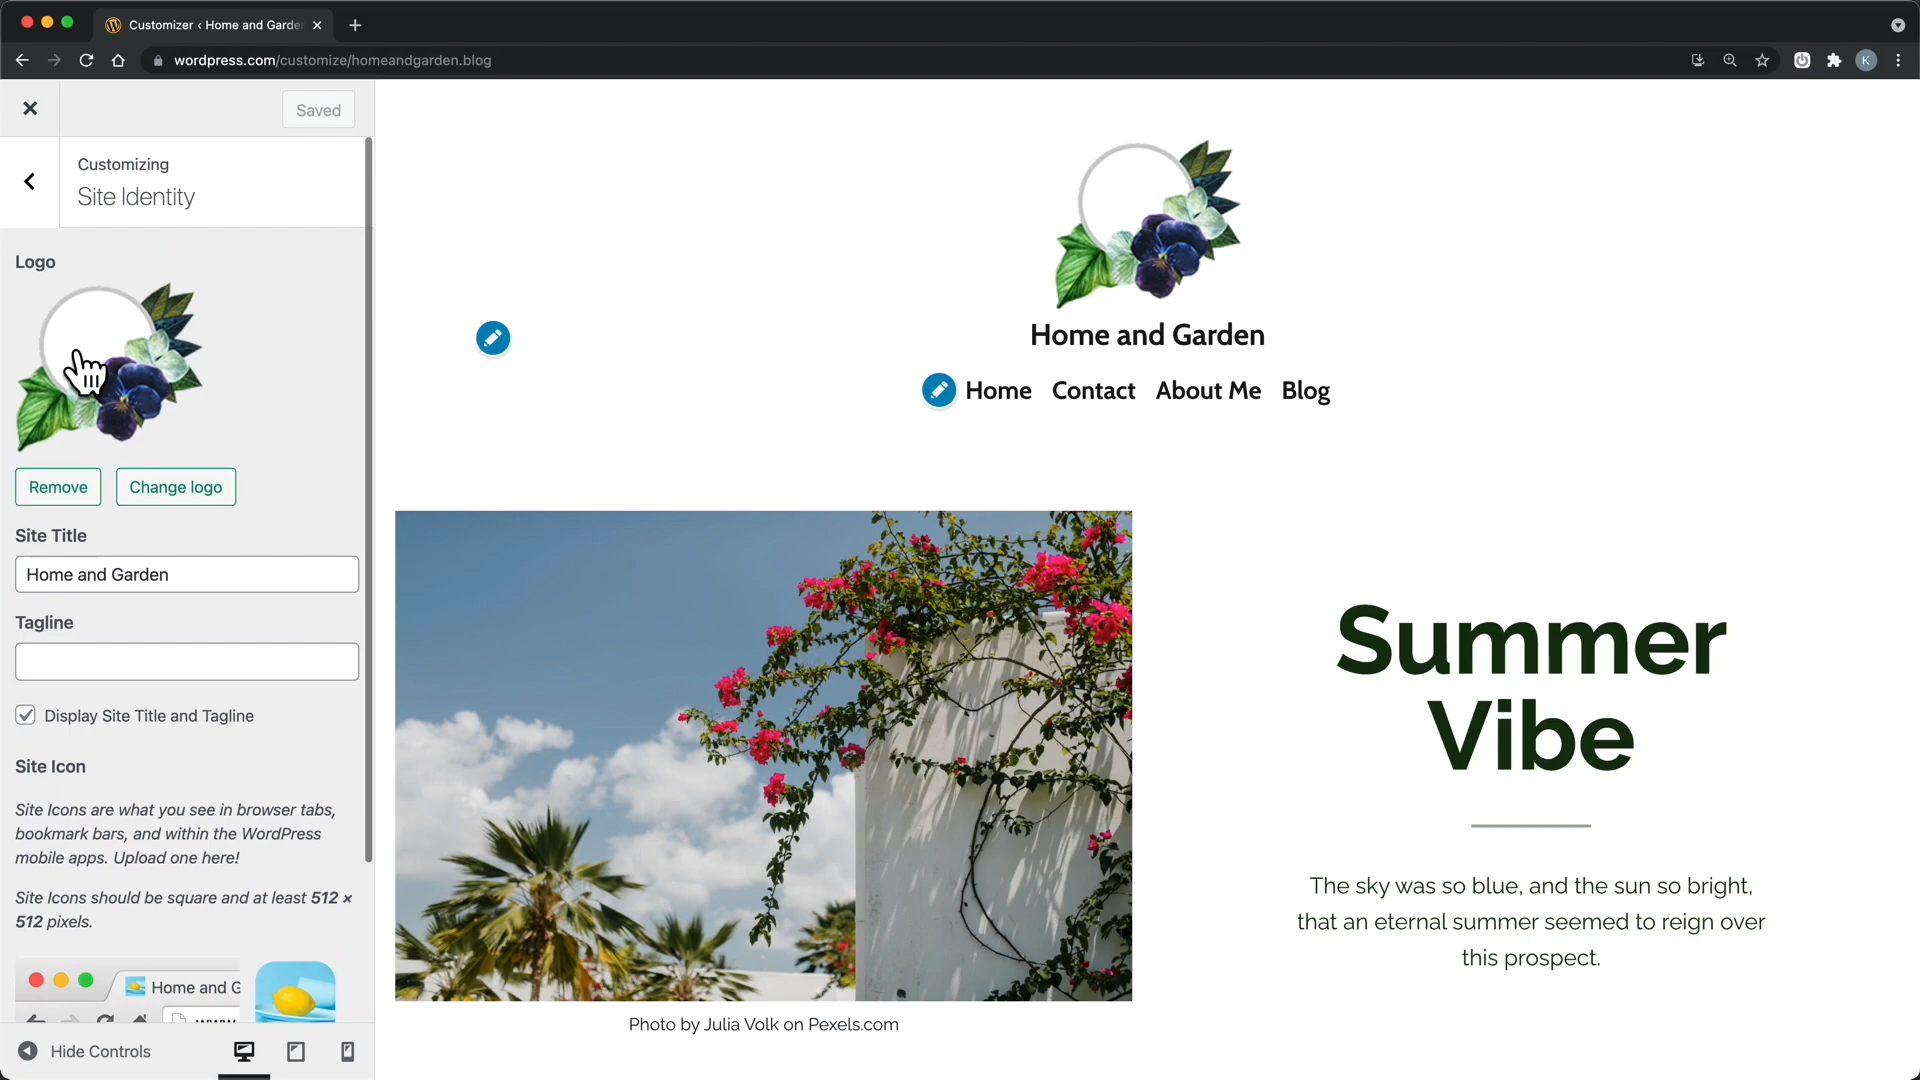 Customizer ‹ Home and Garde
wordpress.com/customize/homeandgarden.blog
K
Saved
Customizing
Site Identity
Logo
Remove
Change logo
Site Title
Home and Garden
Tagline
Display Site Title and Tagline
Site Icon
Site Icons are what you see in browser tabs,
bookmark bars, and within the WordPress
mobile apps. Upload one here!
Site Icons should be square and at least 512 ×
512 pixels.
Home and G
www
Hide Controls
Home and Garden
Home Contact About Me Blog
Summer
Vibe
The sky was so blue, and the sun so bright,
that an eternal summer seemed to reign over
this prospect.
Photo by Julia Volk on Pexels.com